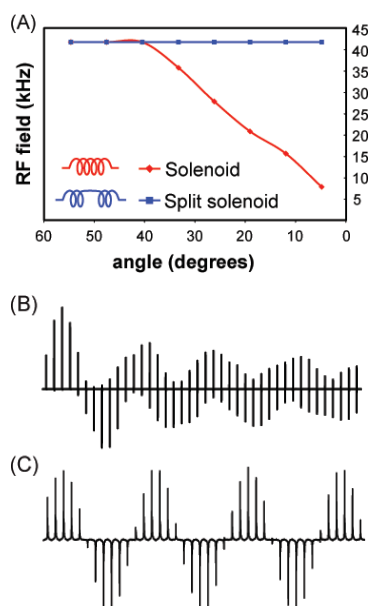 (A)
RF field (kHz)
45
40
35
30
25
20
15
10
5
Solenoid
Split solenoid
60 50 40 30 20 10 0
angle (degrees)
(B)
(C)